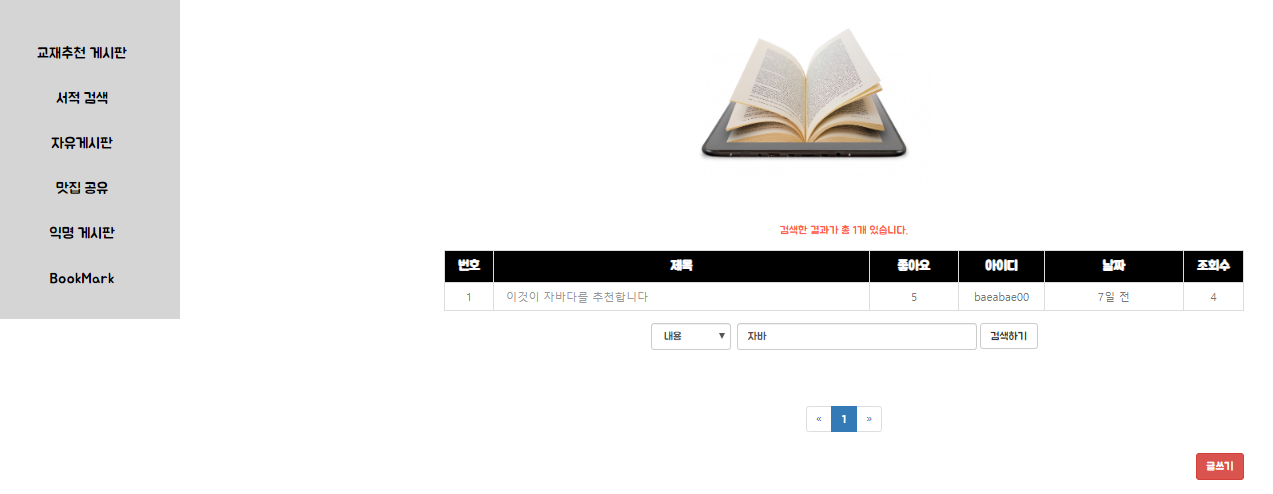 교재추천 게시판
서적 검색
자유게시판
맛집 공유
익명 게시판
BookMark
검색한 결과가 총 1개 있습니다.
번호 제목 좋아요 아이디 날짜 조회수
1 이것이 자바다를 추천합니다 5 baeabae00 7일 전 4
내용 ▼ 자바 검색하기
« 1 »
글쓰기